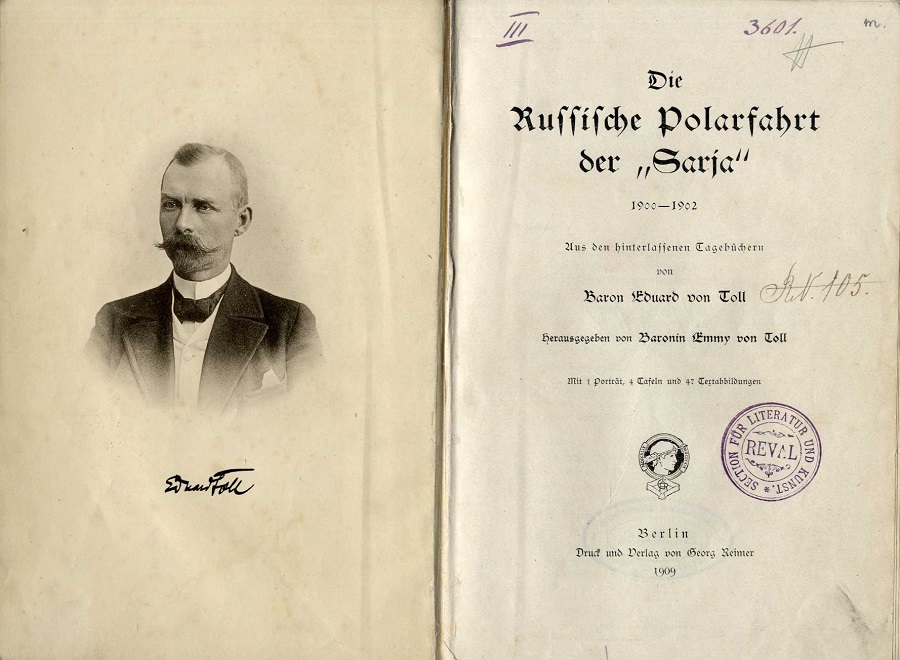 Eduard Toll
III
3601.
m.
Die
Russische Polarfahrt
der „Sarja“
1900—1902
Aus den hinterlassenen Tagebüchern
von
Baron Eduard von Toll
R.N. 105.
Herausgegeben von Baronin Emmy von Toll
Mit 1 Porträt, 4 Tafeln und 47 Textabbildungen
SECTION FÜR LITERATUR UND KUNST.
REVAL
Berlin
Druck und Verlag von Georg Reimer
1909